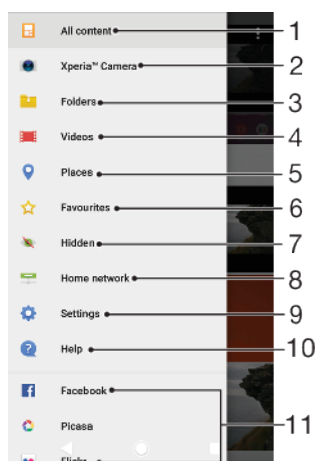 All content 1
Xperia™ Camera 2
Folders 3
Videos 4
Places 5
Favourites 6
Hidden 7
Home network 8
Settings 9
Help 10
Facebook
11
Picasa
Flickr